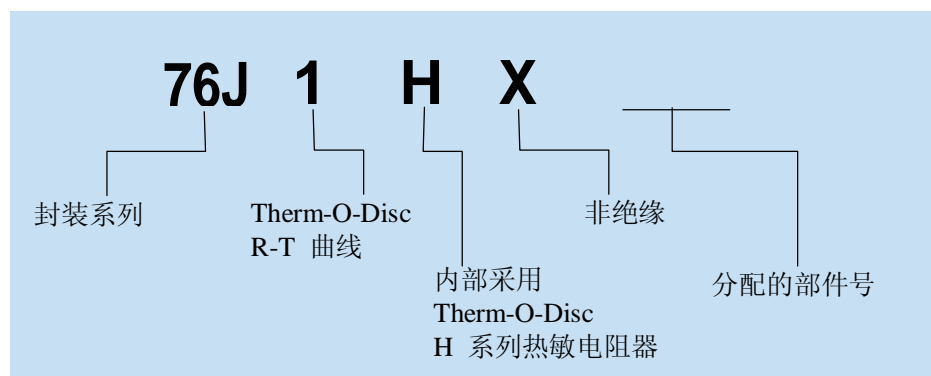 76J 1 H X
封装系列
Therm-O-Disc
R-T 曲线
非绝缘
内部采用
Therm-O-Disc
H 系列热敏电阻器
分配的部件号